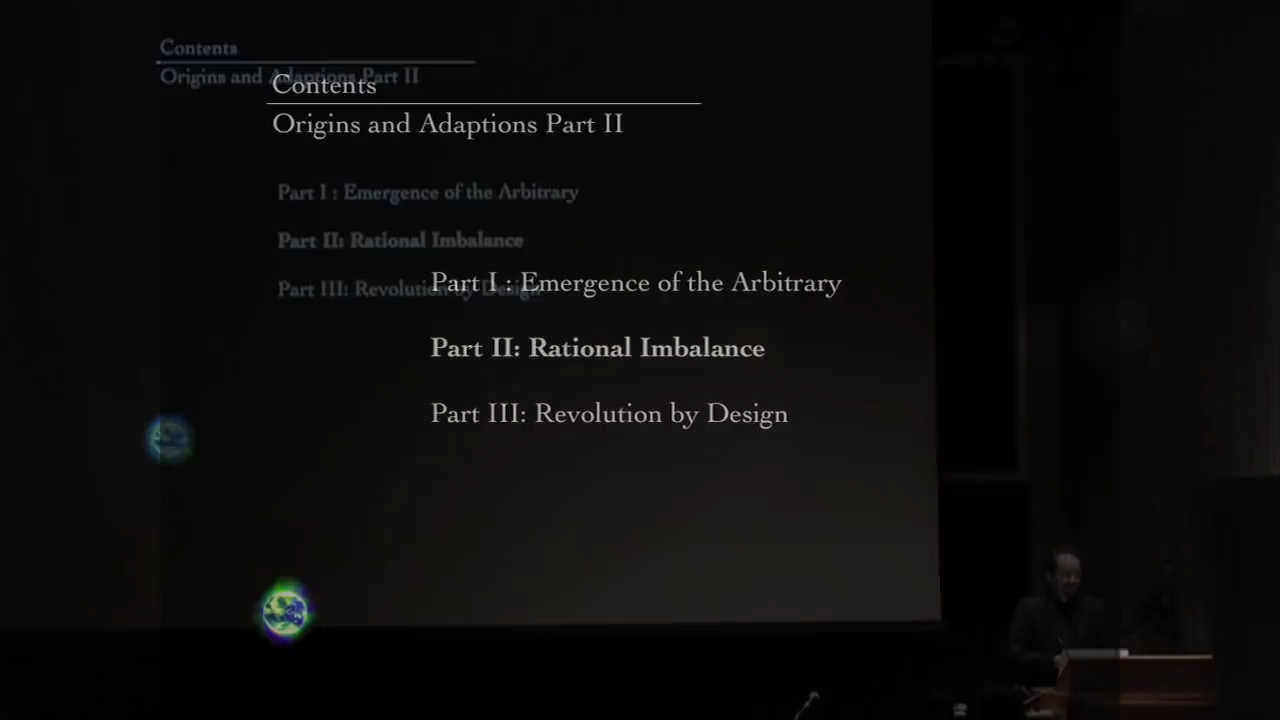 Contents
Origins and Adaptions Part II
Contents
Origins and Adaptions Part II
Part I : Emergence of the Arbitrary
Part II: Rational Imbalance
Part III: Revolution by Design
Part I : Emergence of the Arbitrary
Part II: Rational Imbalance
Part III: Revolution by Design